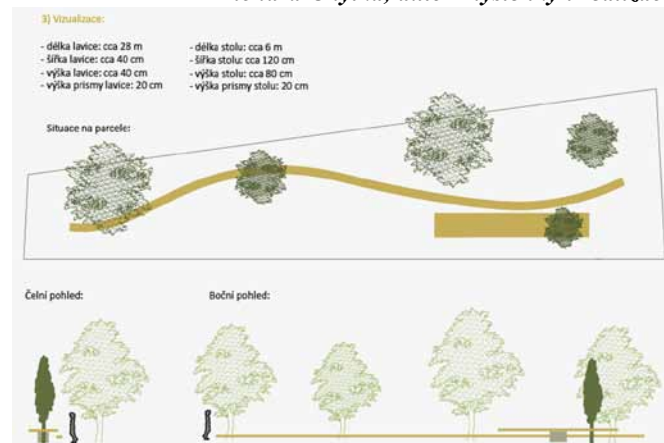 3) Vizualizace:
- délka lavice: cca 28 m
- šířka lavice: cca 40 cm
- výška lavice: cca 40 cm
- výška prismy lavice: 20 cm
- délka stolu: cca 6 m
- šířka stolu: cca 120 cm
- výška stolu: cca 80 cm
- výška prismy stolu: 20 cm
Situace na parcele:
Čelní pohled:
Boční pohled: